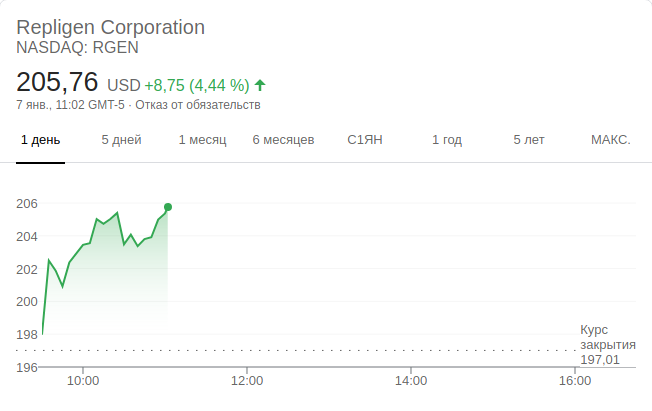 Repligen Corporation
NASDAQ: RGEN
205,76 USD +8,75 (4,44 %)
7 янв., 11:02 GMT-5 · Отказ от обязательств
1 день 5 дней 1 месяц 6 месяцев С1ЯН 1 год 5 лет МАКС.
206
204
202
200
198
Курс
закрытия
197,01
196
10:00 12:00 14:00 16:00